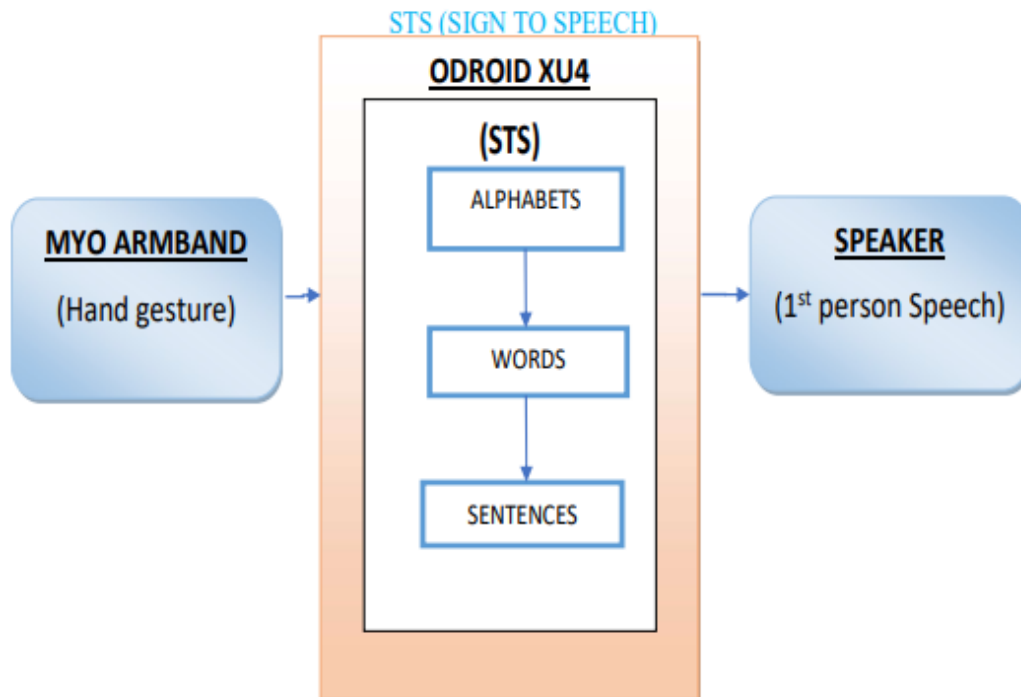 STS (SIGN TO SPEECH)
ODROID XU4
(STS)
ALPHABETS
WORDS
SENTENCES
MYO ARMBAND
(Hand gesture)
SPEAKER
(1st person Speech)